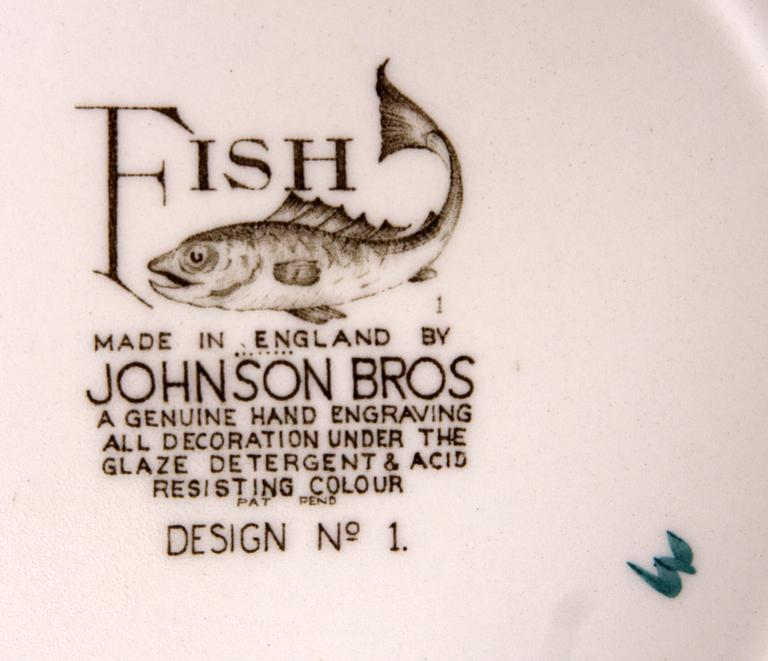 FISH
1
MADE IN ENGLAND BY
JOHNSON BROS
A GENUINE HAND ENGRAVING
ALL DECORATION UNDER THE
GLAZE DETERGENT & ACID
RESISTING COLOUR
PAT PEND
DESIGN Nº 1.
W